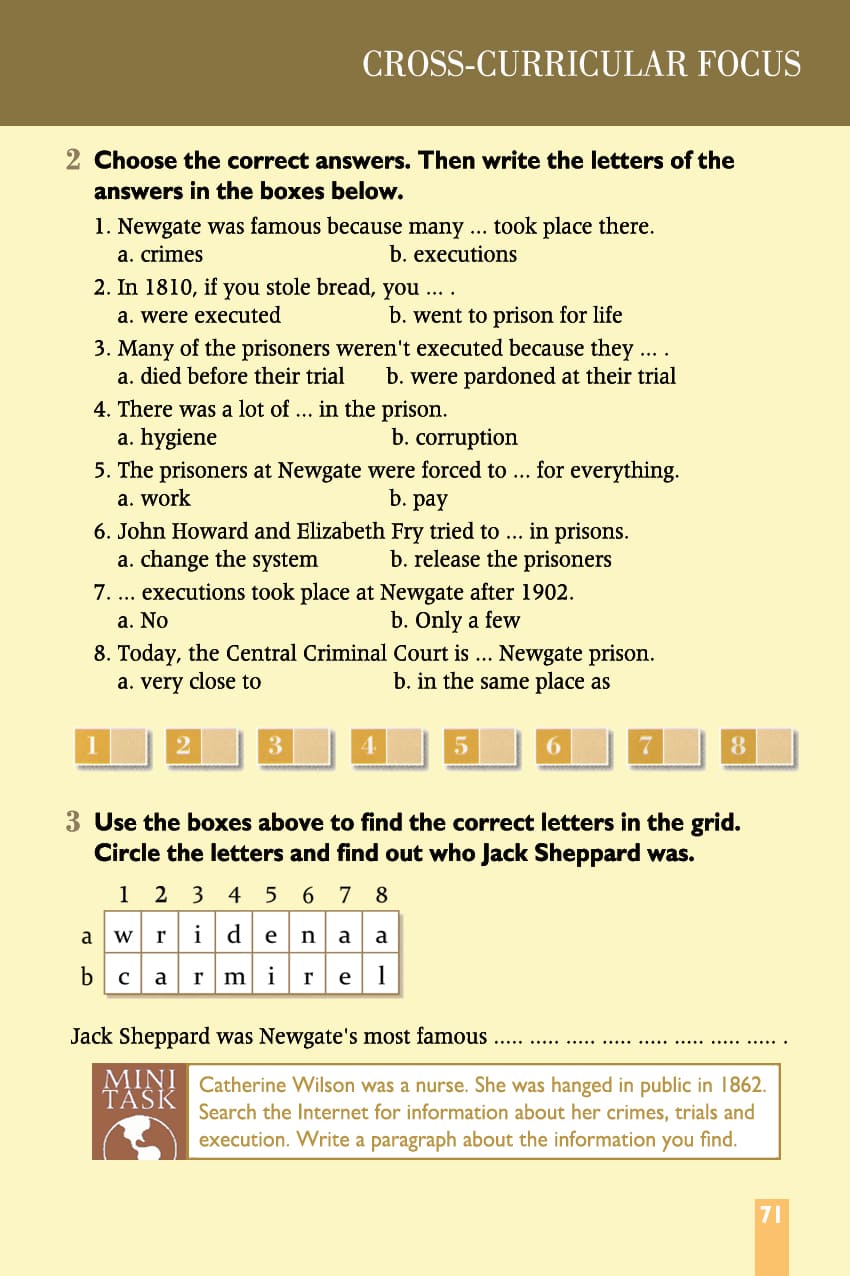 CROSS-CURRICULAR FOCUS
2 Choose the correct answers. Then write the letters of the
answers in the boxes below.
1. Newgate was famous because many ... took place there.
a. crimes b. executions
2. In 1810, if you stole bread, you ... .
a. were executed b. went to prison for life
3. Many of the prisoners weren't executed because they ... .
a. died before their trial b. were pardoned at their trial
4. There was a lot of ... in the prison.
a. hygiene b. corruption
5. The prisoners at Newgate were forced to ... for everything.
a. work b. pay
6. John Howard and Elizabeth Fry tried to ... in prisons.
a. change the system b. release the prisoners
7. ... executions took place at Newgate after 1902.
a. No b. Only a few
8. Today, the Central Criminal Court is ... Newgate prison.
a. very close to b. in the same place as
1 2 3 4 5 6 7 8
3 Use the boxes above to find the correct letters in the grid.
Circle the letters and find out who Jack Sheppard was.
1 2 3 4 5 6 7 8
a w r i d e n a a
b c a r m i r e l
Jack Sheppard was Newgate's most famous ..... ..... ..... ..... ..... ..... ..... ..... .
MINI
TASK
Catherine Wilson was a nurse. She was hanged in public in 1862.
Search the Internet for information about her crimes, trials and
execution. Write a paragraph about the information you find.
71